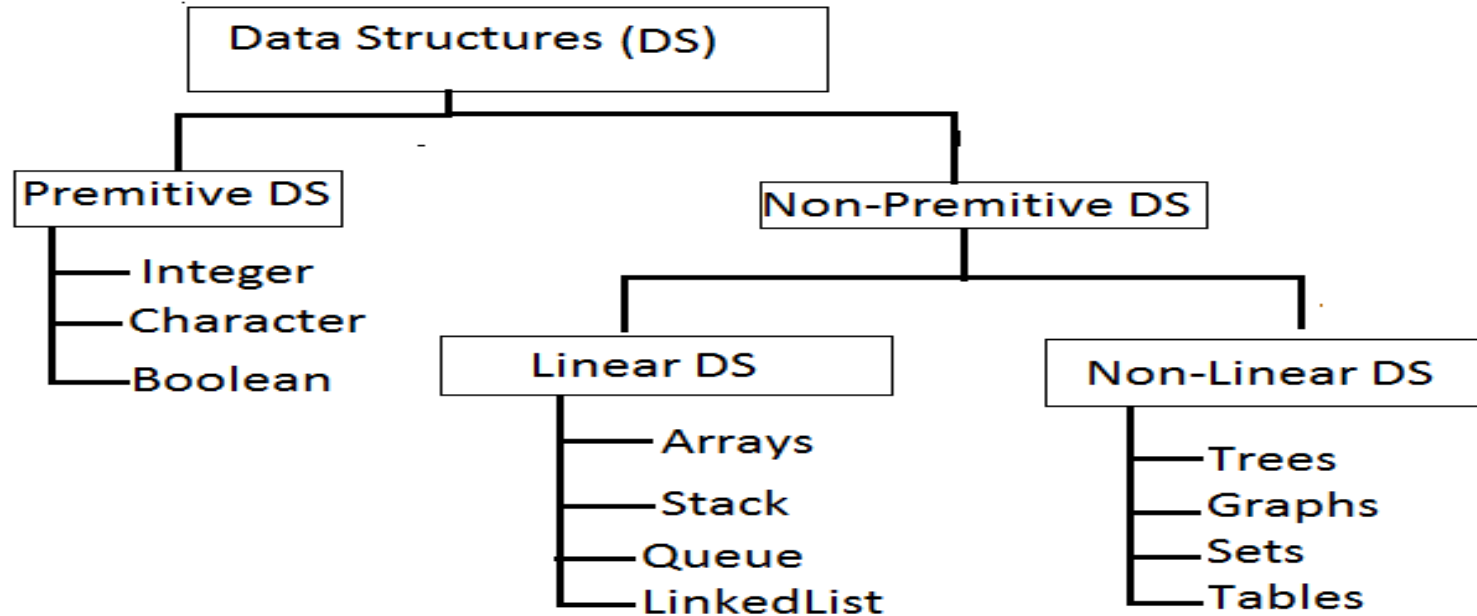 Data Structures (DS)
Premitive DS
Non-Premitive DS
Integer
Character
Boolean
Linear DS
Non-Linear DS
Arrays
Stack
Queue
LinkedList
Trees
Graphs
Sets
Tables